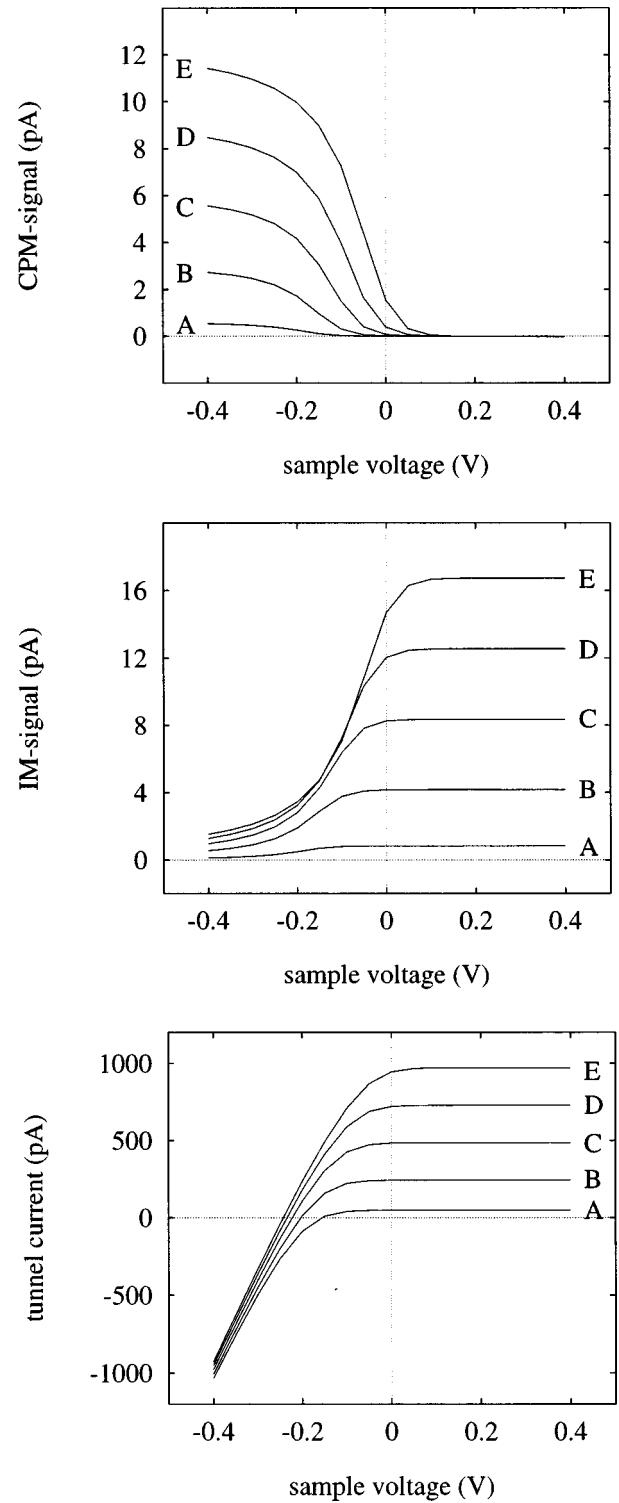 CPM-signal (pA)
12
10
8
6
4
2
0
E
D
C
B
A
-0.4 -0.2 0 0.2 0.4
sample voltage (V)
IM-signal (pA)
16
12
8
4
0
E
D
C
B
A
-0.4 -0.2 0 0.2 0.4
sample voltage (V)
tunnel current (pA)
1000
500
0
-500
-1000
E
D
C
B
A
-0.4 -0.2 0 0.2 0.4
sample voltage (V)